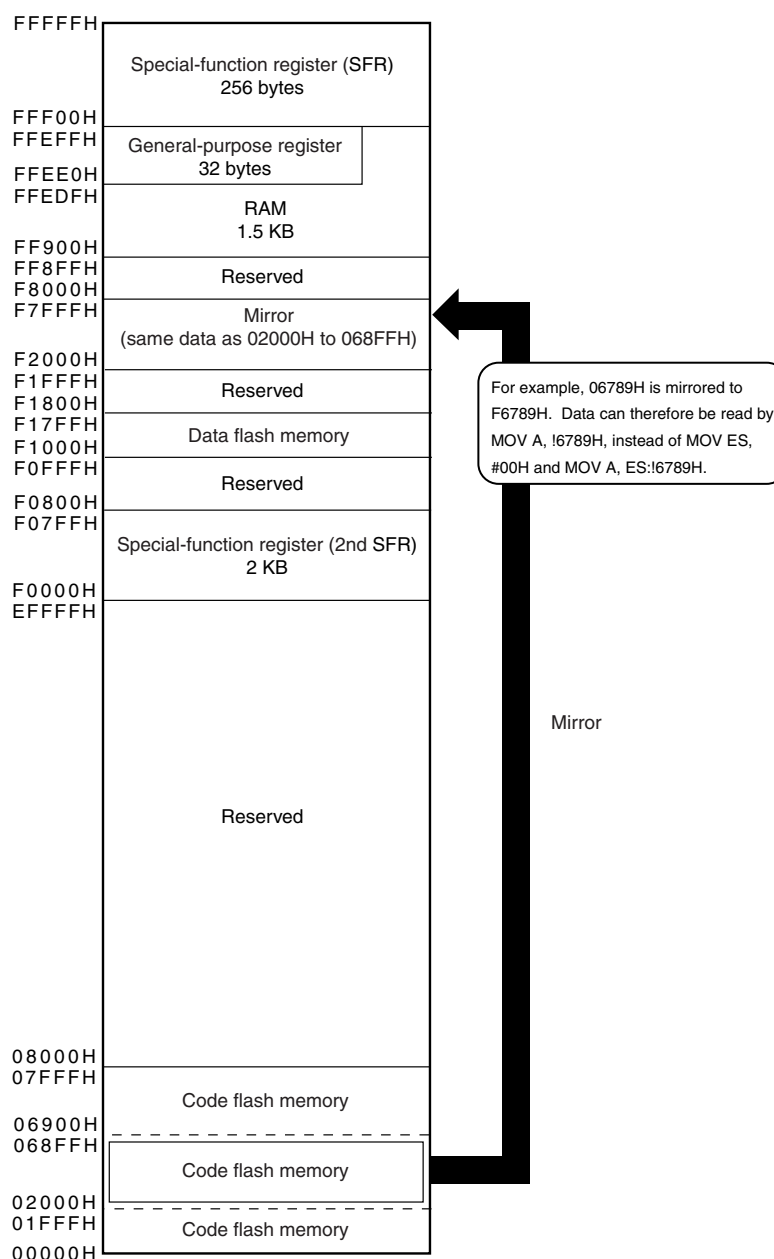 FFFFFH
Special-function register (SFR)
256 bytes
FFF00H
FFEFFH
General-purpose register
32 bytes
FFEE0H
FFEDFH
RAM
1.5 KB
FF900H
FF8FFH
Reserved
F8000H
F7FFFH
Mirror
(same data as 02000H to 068FFH)
F2000H
F1FFFH
Reserved
F1800H
F17FFH
Data flash memory
F1000H
F0FFFH
Reserved
F0800H
F07FFH
Special-function register (2nd SFR)
2 KB
F0000H
EFFFFH
For example, 06789H is mirrored to
F6789H. Data can therefore be read by
MOV A, !6789H, instead of MOV ES,
#00H and MOV A, ES:!6789H.
Mirror
Reserved
08000H
07FFFH
Code flash memory
06900H
068FFH
Code flash memory
02000H
01FFFH
Code flash memory
00000H